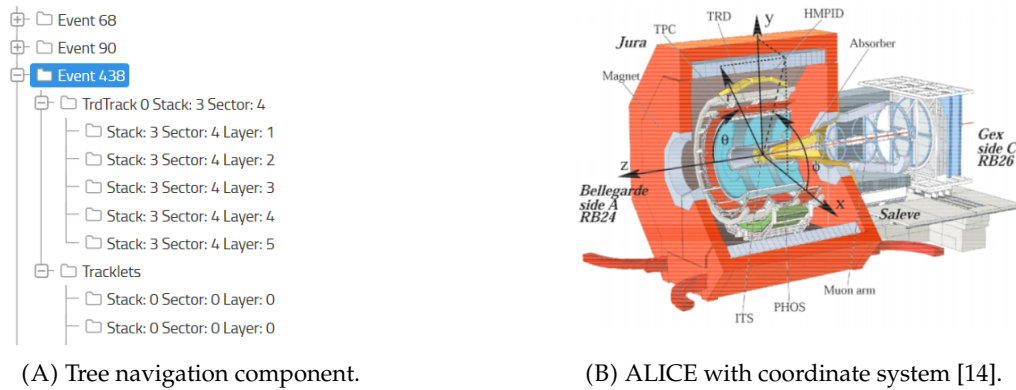 Event 68
Event 90
Event 438
TrdTrack 0 Stack: 3 Sector: 4
Stack: 3 Sector: 4 Layer: 1
Stack: 3 Sector: 4 Layer: 2
Stack: 3 Sector: 4 Layer: 3
Stack: 3 Sector: 4 Layer: 4
Stack: 3 Sector: 4 Layer: 5
Tracklets
Stack: 0 Sector: 0 Layer: 0
Stack: 0 Sector: 0 Layer: 0
(A) Tree navigation component.
HMPID
TRD
y
TPC
Jura
Absorber
Magnet
θ
Gex
side C
RB26
z
φ
Bellegarde
side A
RB24
x
Saleve
Muon arm
PHOS
ITS
(B) ALICE with coordinate system [14].